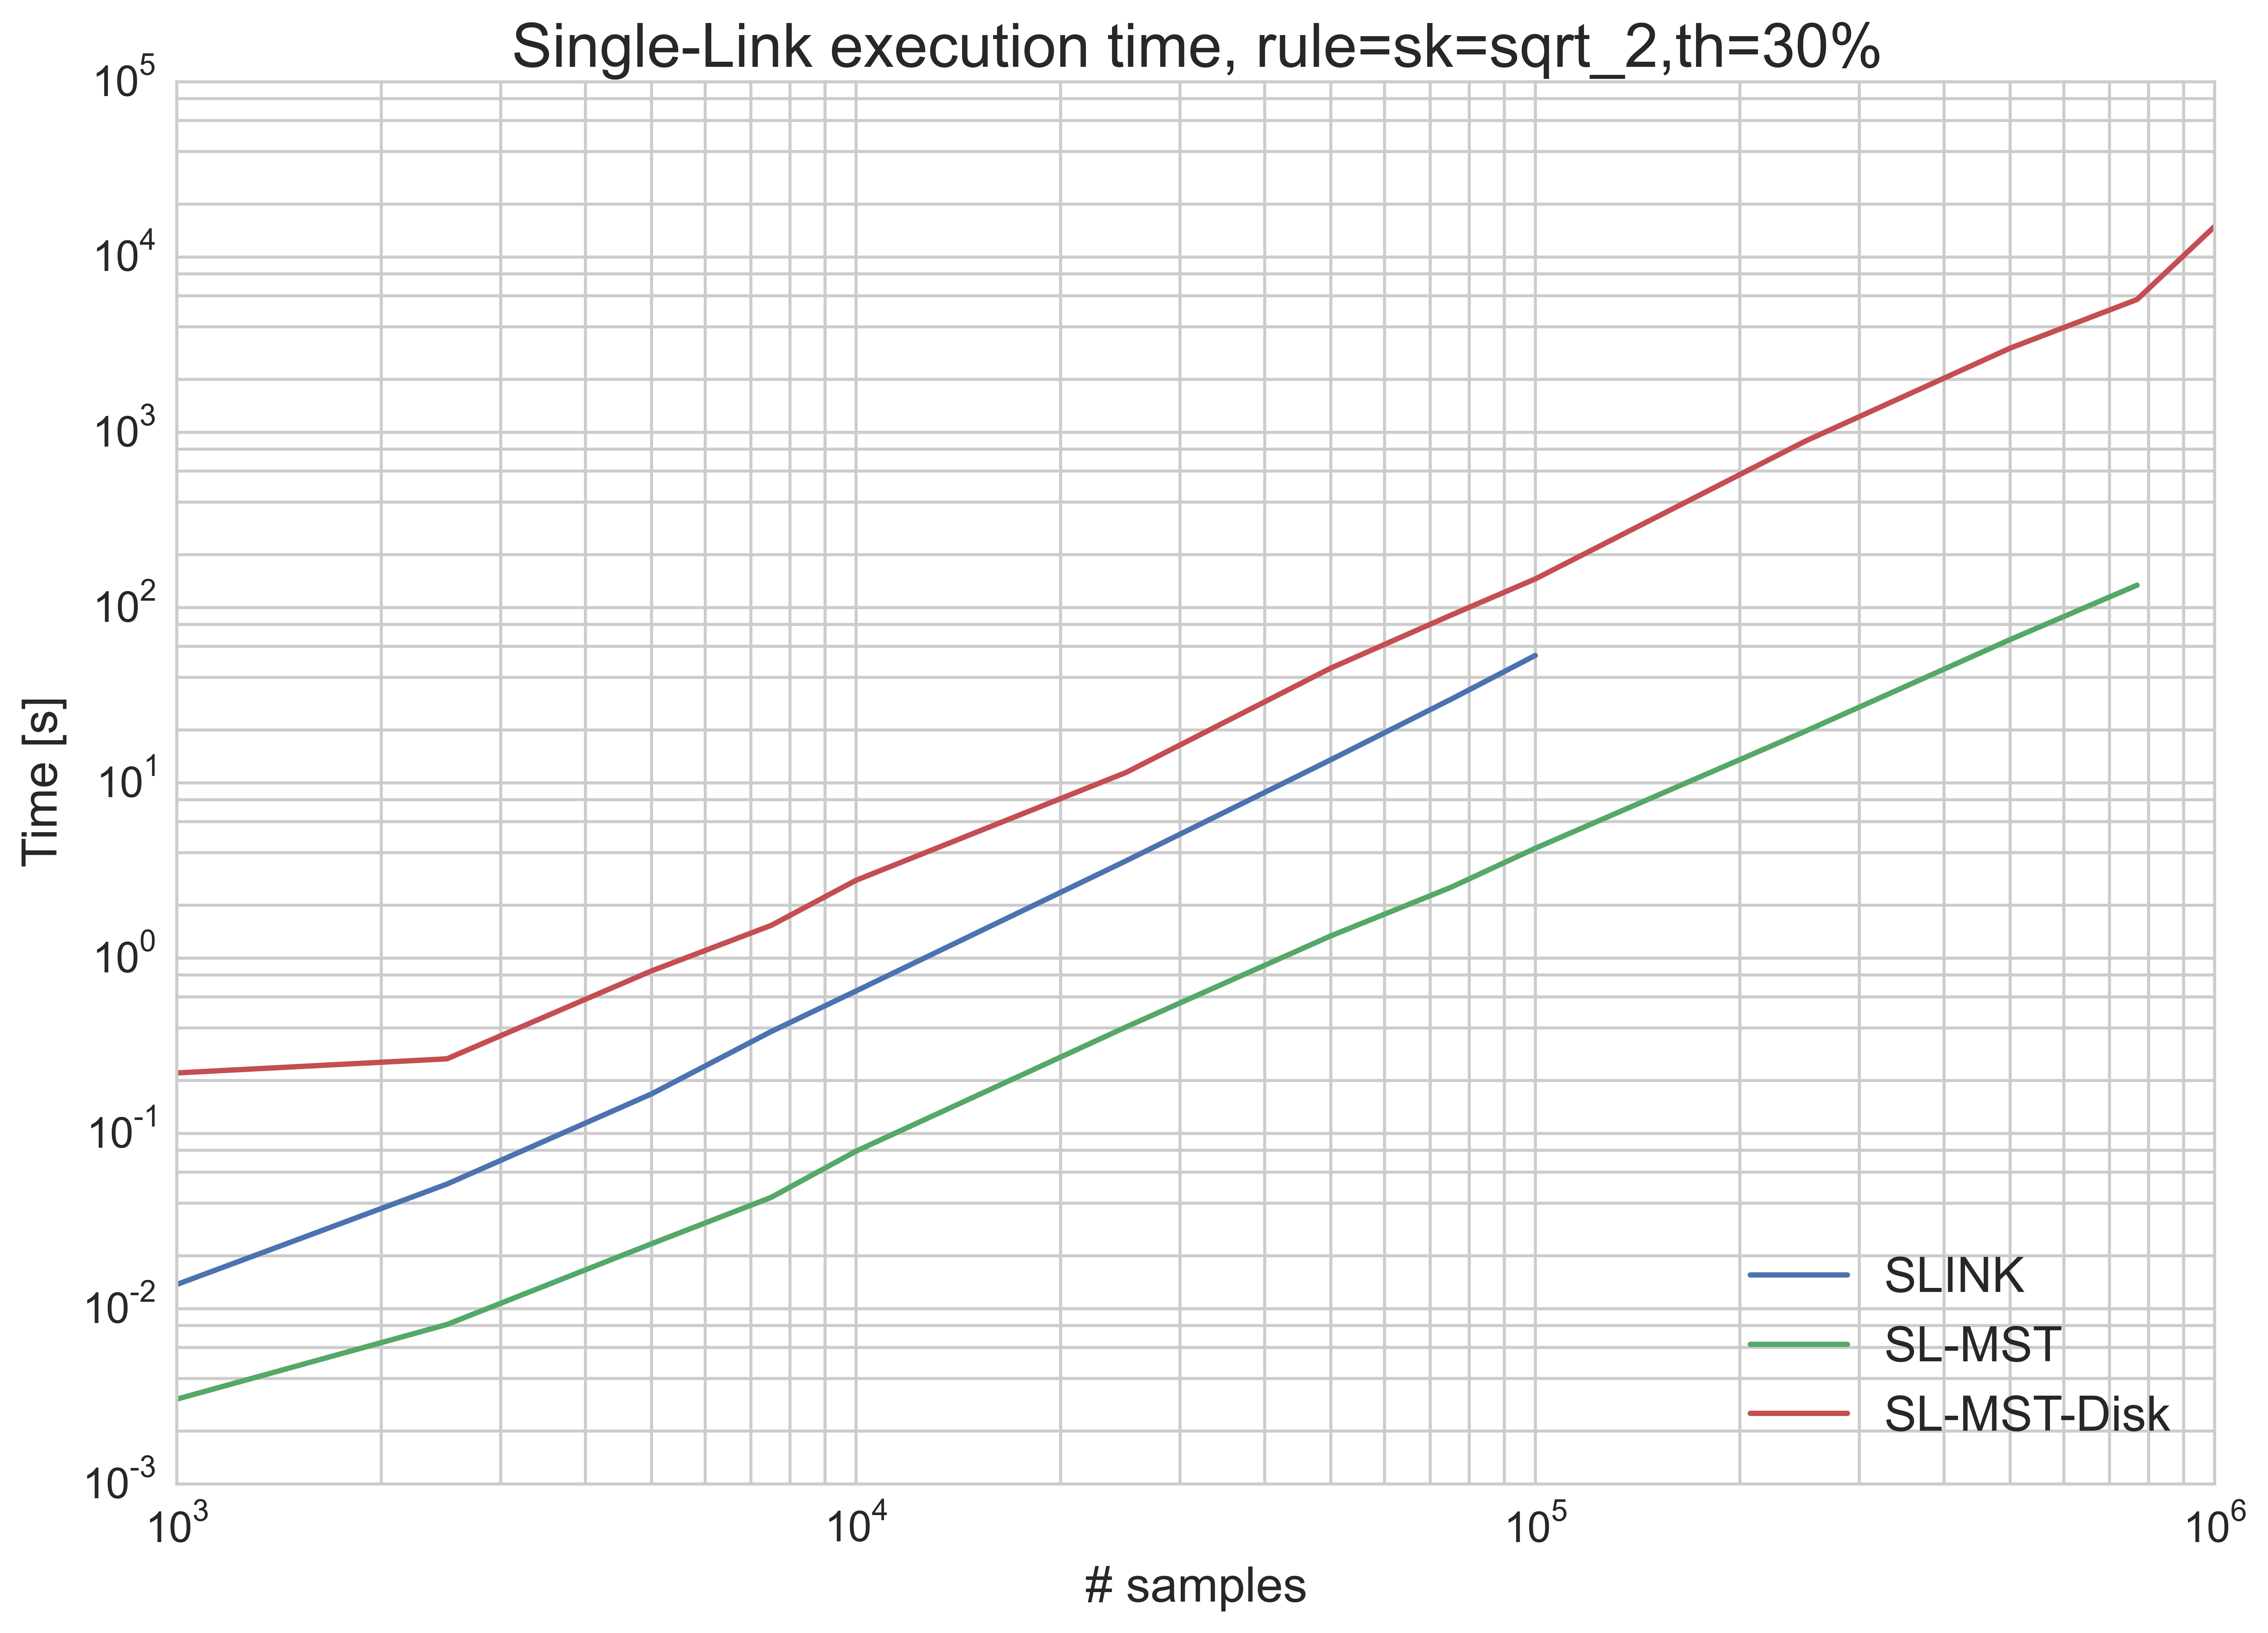 Single-Link execution time, rule=sk=sqrt_2,th=30%
10^5
10^4
10^3
10^2
10^1
10^0
10^-1
10^-2
10^-3
Time [s]
SLINK
SL-MST
SL-MST-Disk
10^3 10^4 10^5 10^6
# samples